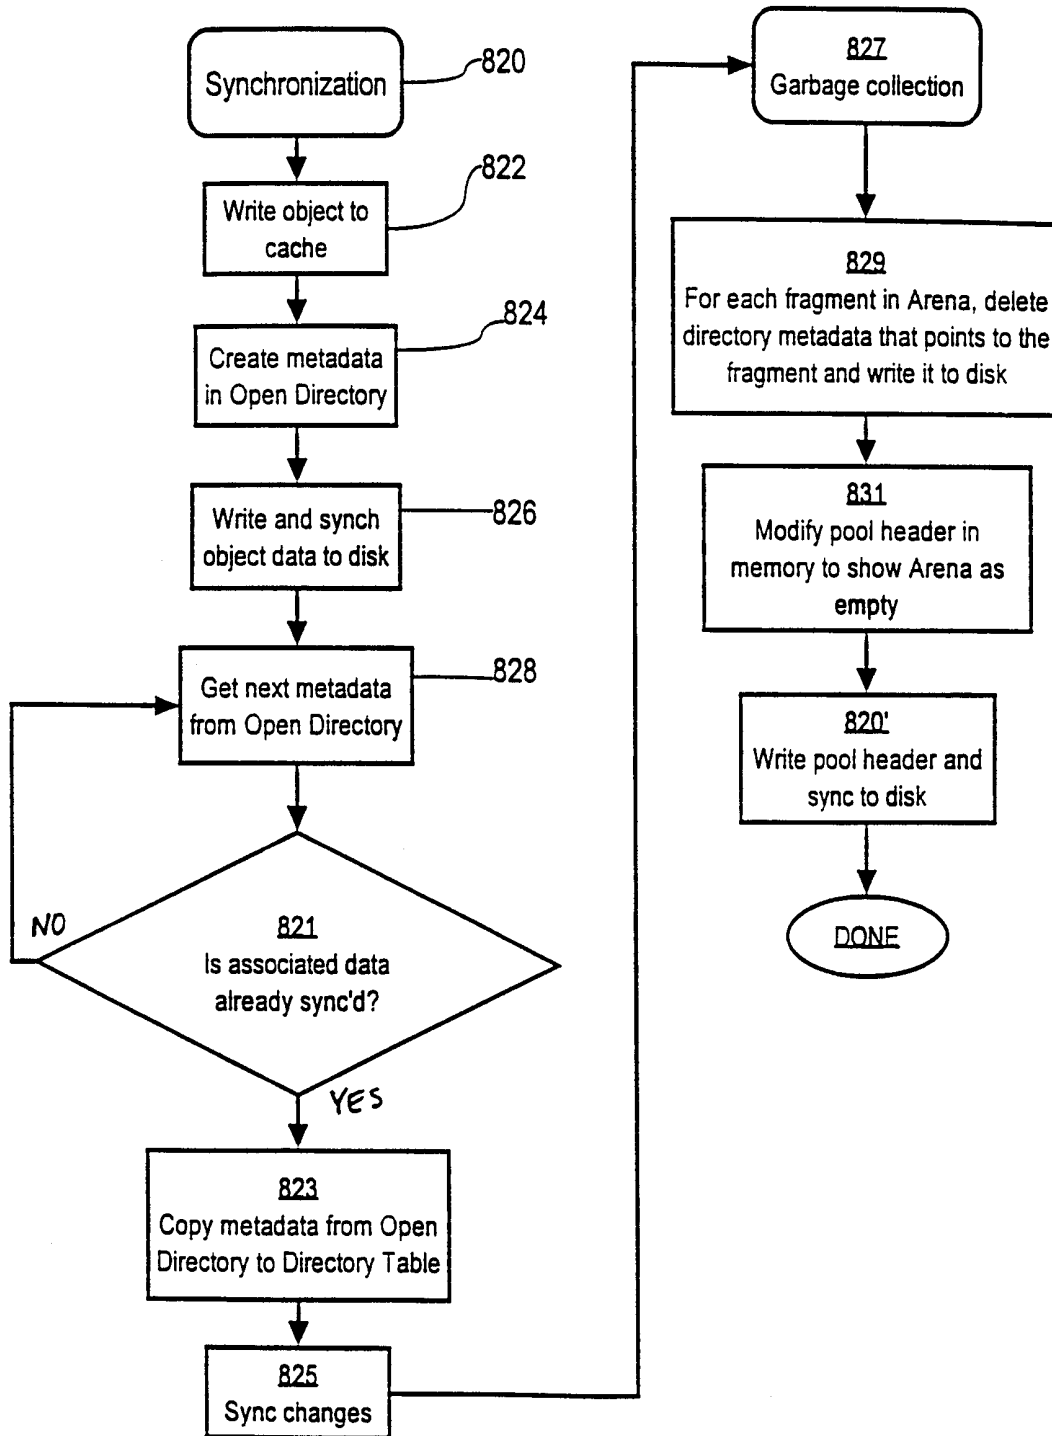 Synchronization
820
Write object to
cache
822
Create metadata
in Open Directory
824
Write and synch
object data to disk
826
Get next metadata
from Open Directory
828
821
Is associated data
already sync'd?
NO
YES
823
Copy metadata from Open
Directory to Directory Table
825
Sync changes
827
Garbage collection
829
For each fragment in Arena, delete
directory metadata that points to the
fragment and write it to disk
831
Modify pool header in
memory to show Arena as
empty
820'
Write pool header and
sync to disk
DONE